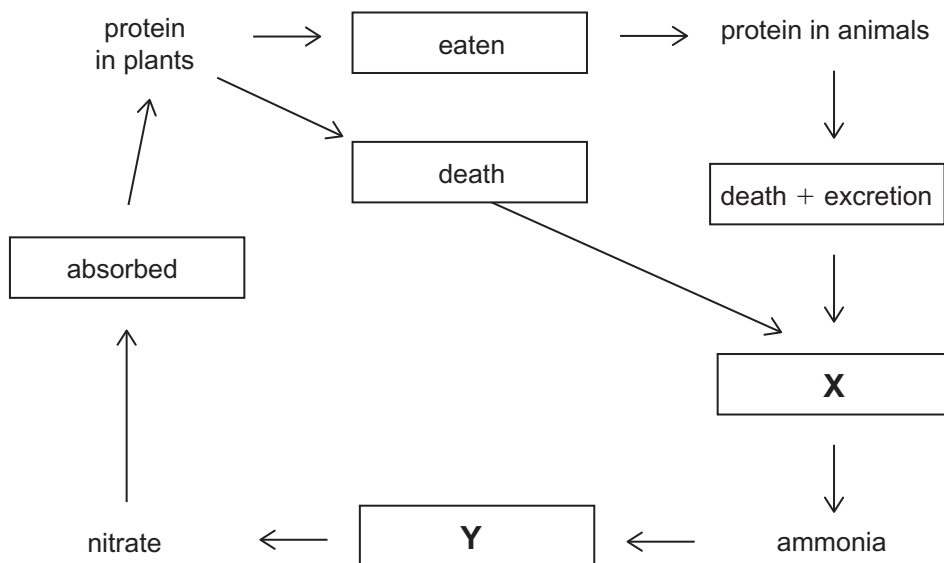 protein
in plants
eaten
protein in animals
death
death + excretion
absorbed
X
nitrate
Y
ammonia